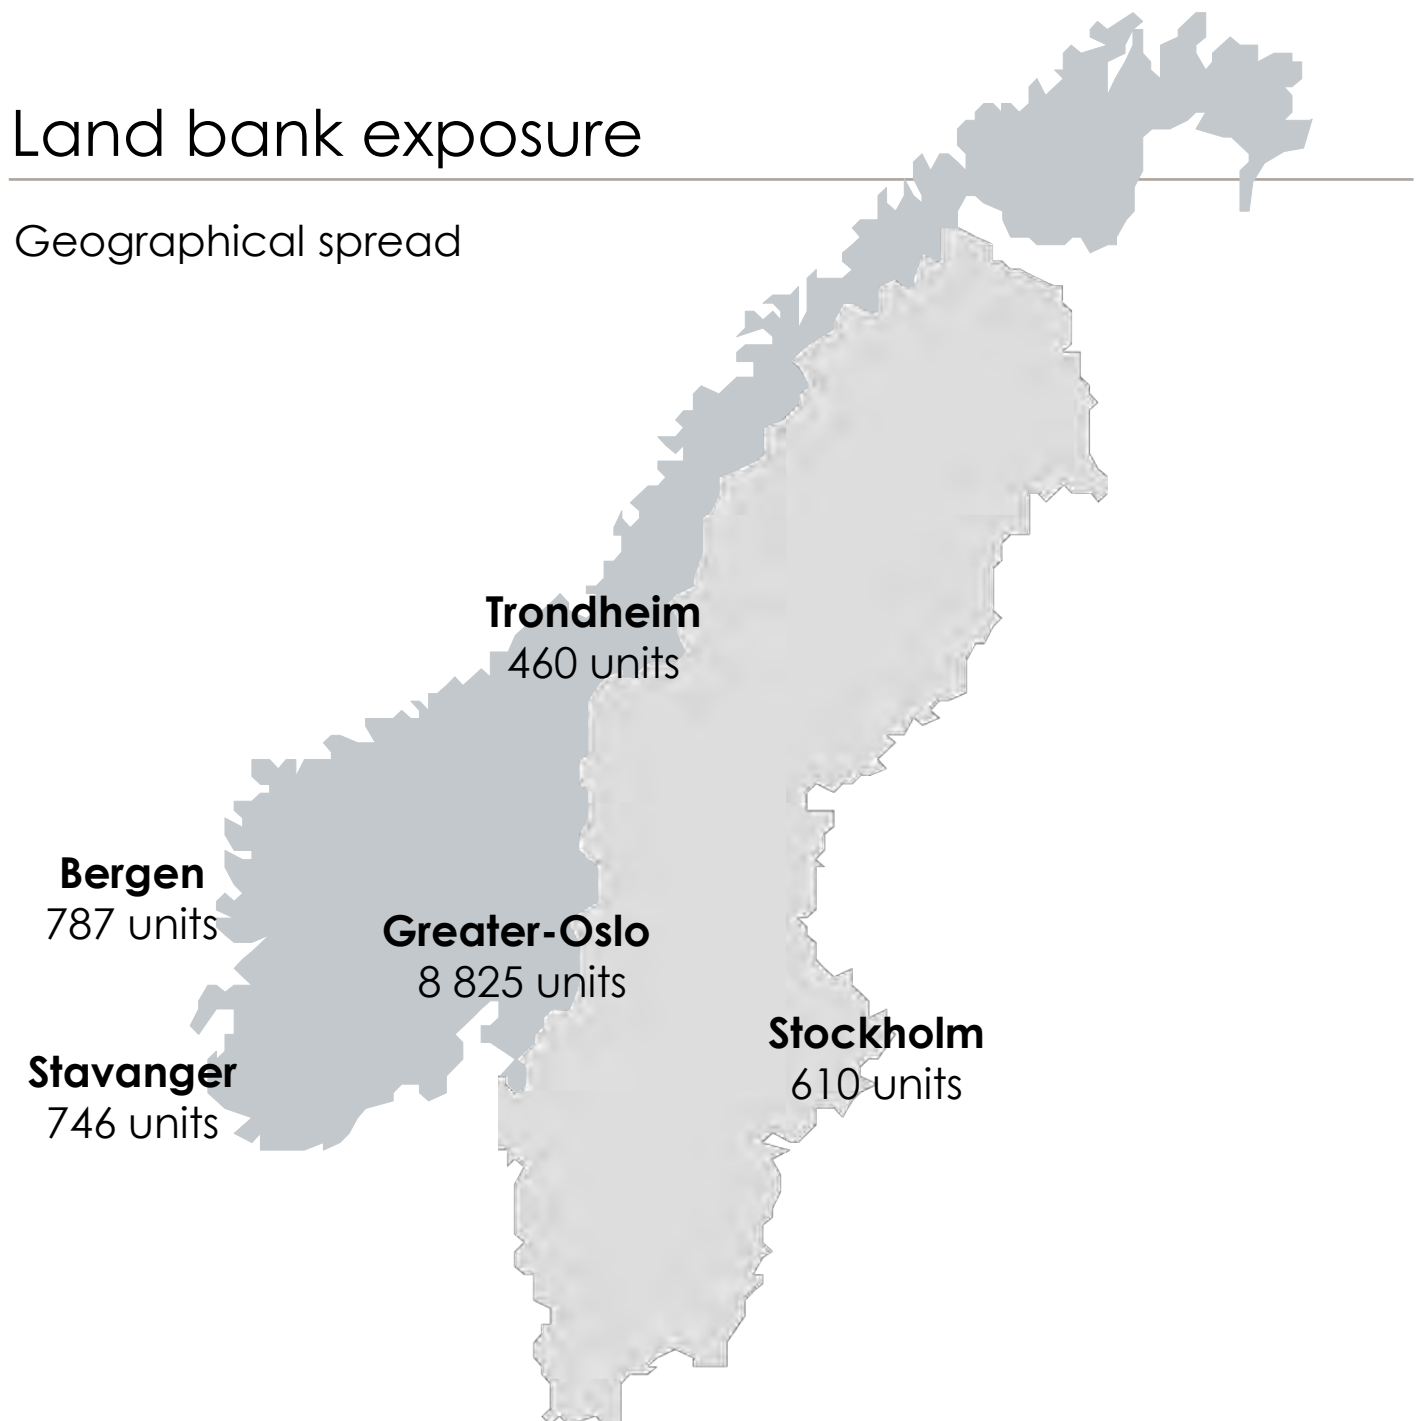 Land bank exposure
Geographical spread
Trondheim
460 units
Bergen
787 units
Greater-Oslo
8 825 units
Stockholm
610 units
Stavanger
746 units